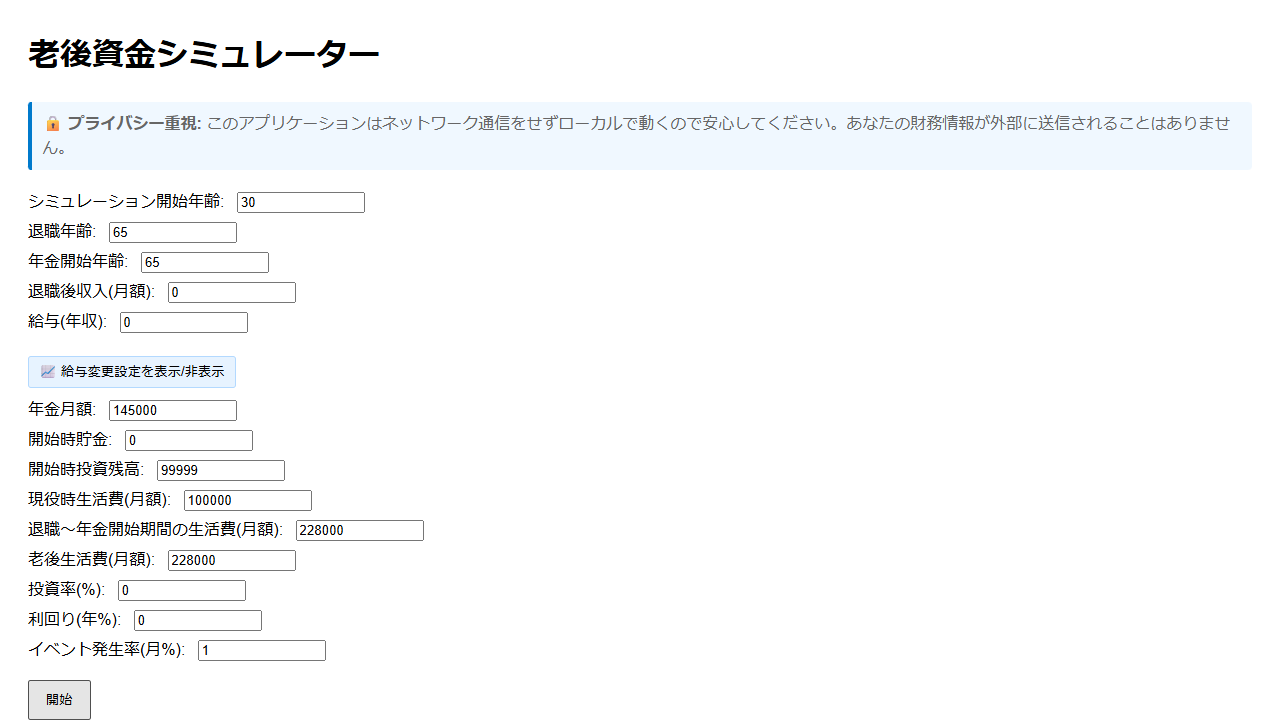 老後資金シミュレーター
🔒 プライバシー重視: このアプリケーションはネットワーク通信をせずローカルで動くので安心してください。あなたの財務情報が外部に送信されることはありませ
ん。
シミュレーション開始年齢: 30
退職年齢: 65
年金開始年齢: 65
退職後収入(月額): 0
給与(年収): 0
📈 給与変更設定を表示/非表示
年金月額: 145000
開始時貯金: 0
開始時投資残高: 99999
現役時生活費(月額): 100000
退職〜年金開始期間の生活費(月額): 228000
老後生活費(月額): 228000
投資率(%): 0
利回り(年%): 0
イベント発生率(月%): 1
開始